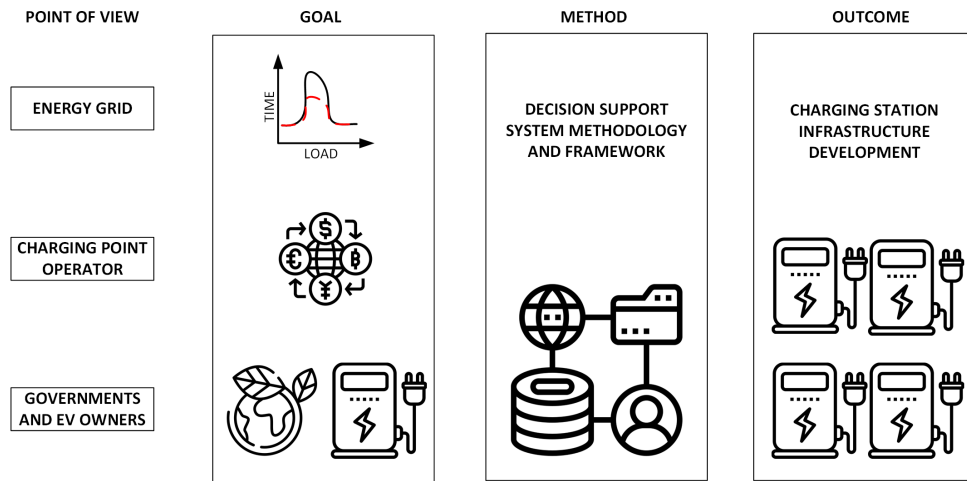 POINT OF VIEW
GOAL
METHOD
OUTCOME
ENERGY GRID
TIME
LOAD
DECISION SUPPORT
SYSTEM METHODOLOGY
AND FRAMEWORK
CHARGING STATION
INFRASTRUCTURE
DEVELOPMENT
CHARGING POINT
OPERATOR
$
€
฿
¥
GOVERNMENTS
AND EV OWNERS